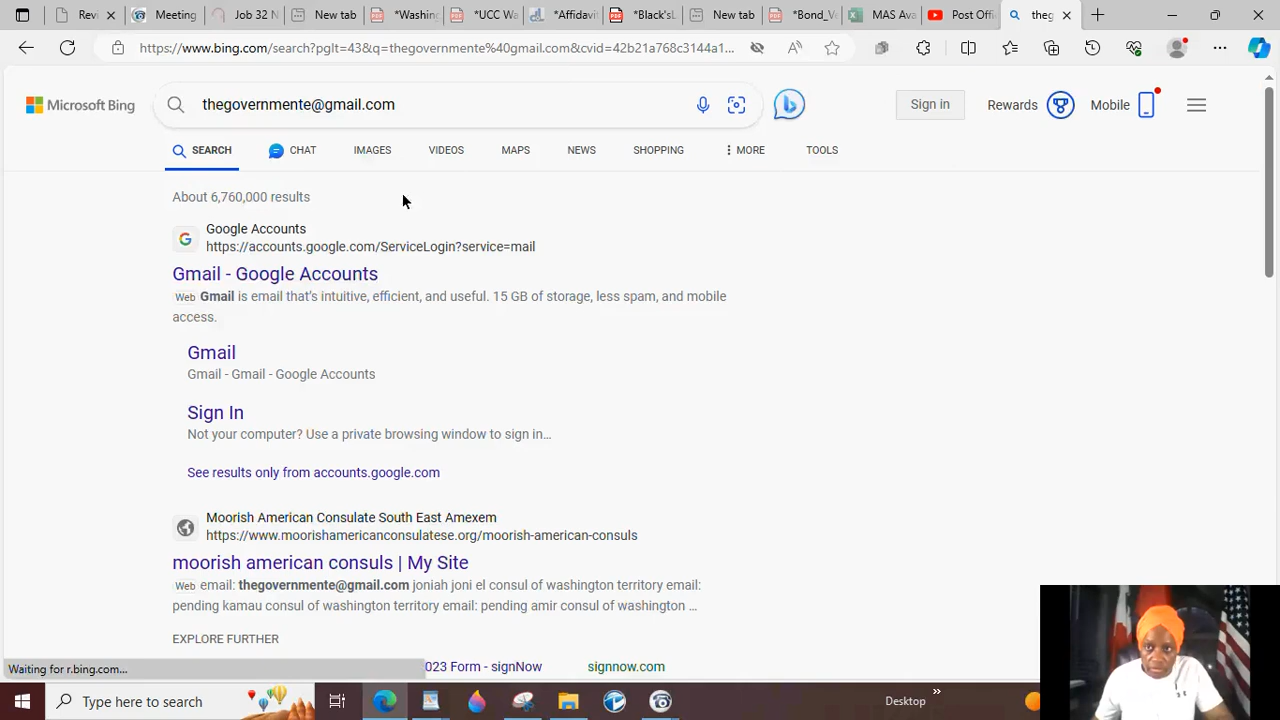 Revi
Meeting
Job 32 N
New tab
*Washing
*UCC Wa
*Affidavi
*Black'sL
New tab
*Bond_Ve
MAS Ava
Post Offi
theg
https://www.bing.com/search?pglt=43&q=thegovernmente%40gmail.com&cvid=42b21a768c3144a1...
Microsoft Bing
thegovernmente@gmail.com
Sign in
Rewards
Mobile
SEARCH
CHAT
IMAGES
VIDEOS
MAPS
NEWS
SHOPPING
MORE
TOOLS
About 6,760,000 results
Google Accounts
https://accounts.google.com/ServiceLogin?service=mail
Gmail - Google Accounts
Web Gmail is email that's intuitive, efficient, and useful. 15 GB of storage, less spam, and mobile
access.
Gmail
Gmail - Gmail - Google Accounts
Sign In
Not your computer? Use a private browsing window to sign in...
See results only from accounts.google.com
Moorish American Consulate South East Amexem
https://www.moorishamericanconsulatese.org/moorish-american-consuls
moorish american consuls | My Site
Web email: thegovernmente@gmail.com joniah joni el consul of washington territory email:
pending kamau consul of washington territory email: pending amir consul of washington ...
EXPLORE FURTHER
023 Form - signNow
signnow.com
Waiting for r.bing.com...
Type here to search
Desktop